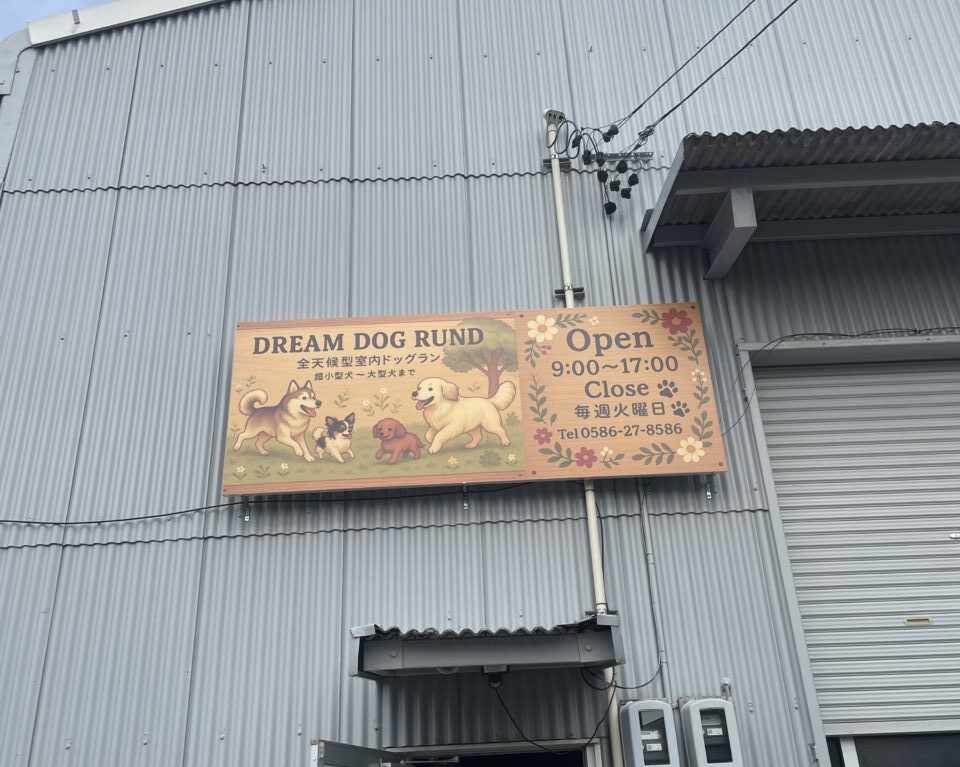 DREAM DOG RUND
全天候型室内ドッグラン
超小型犬～大型犬まで
Open
9:00～17:00
Close
毎週火曜日
Tel 0586-27-8586